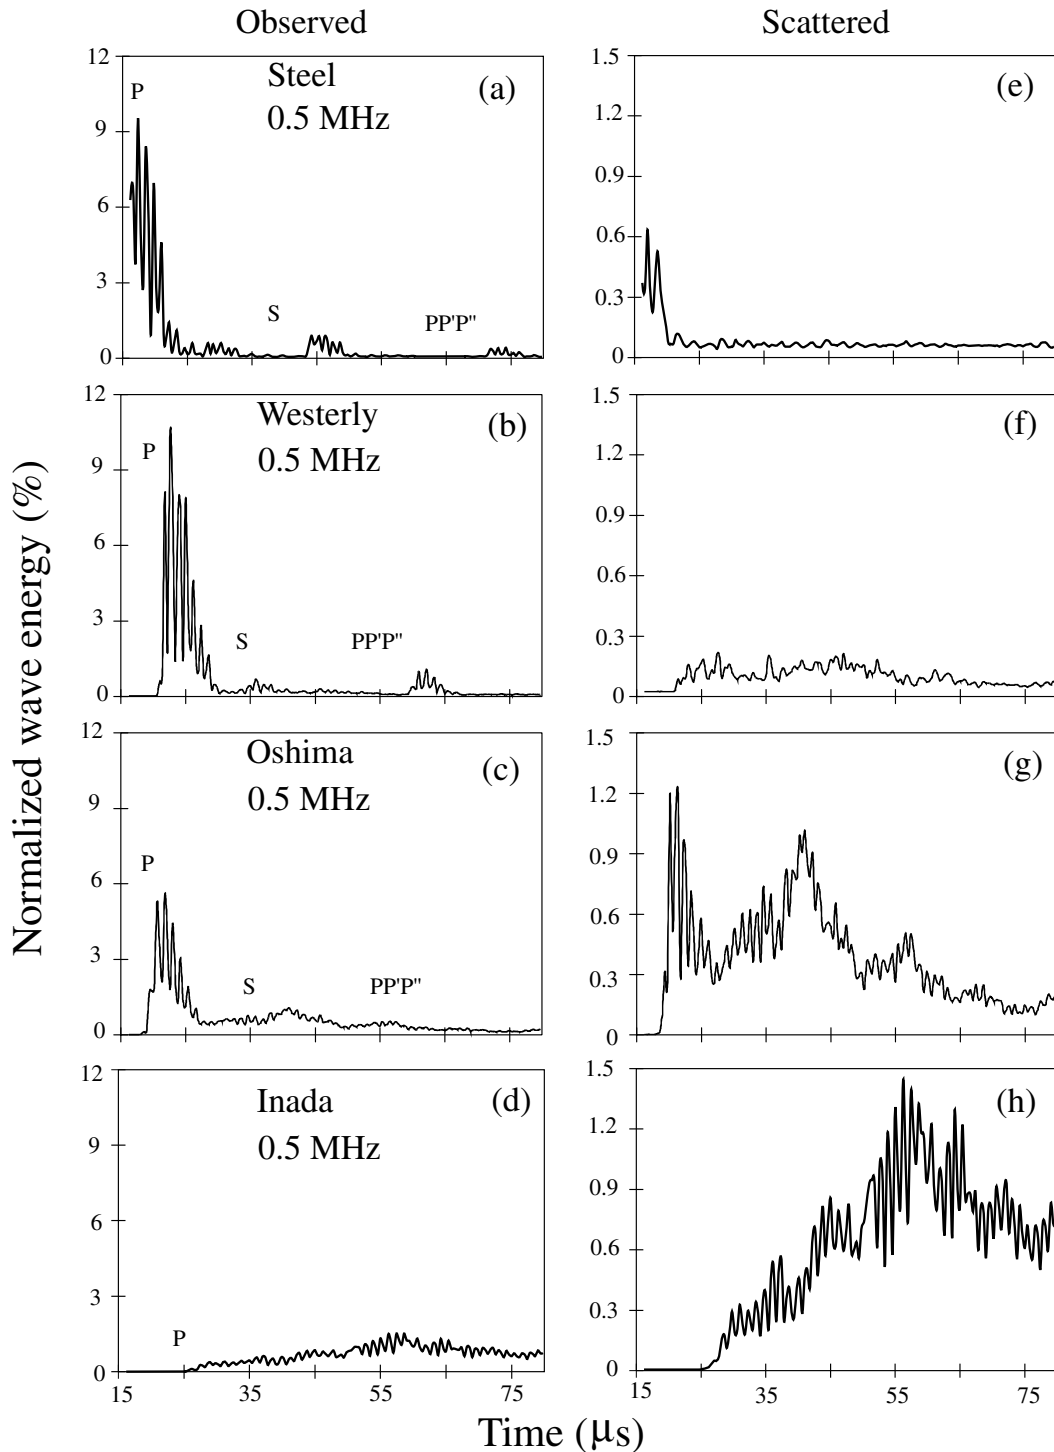 Observed
Scattered
Normalized wave energy (%)
12
9
6
3
0
P
Steel
0.5 MHz
(a)
S
PP'P"
1.5
1.2
0.9
0.6
0.3
0
(e)
12
9
6
3
0
P
Westerly
0.5 MHz
(b)
S
PP'P"
1.5
1.2
0.9
0.6
0.3
0
(f)
12
9
6
3
0
P
Oshima
0.5 MHz
(c)
S
PP'P"
1.5
1.2
0.9
0.6
0.3
0
(g)
12
9
6
3
0
P
Inada
0.5 MHz
(d)
15 35 55 75
1.5
1.2
0.9
0.6
0.3
0
(h)
15 35 55 75
Time (μs)